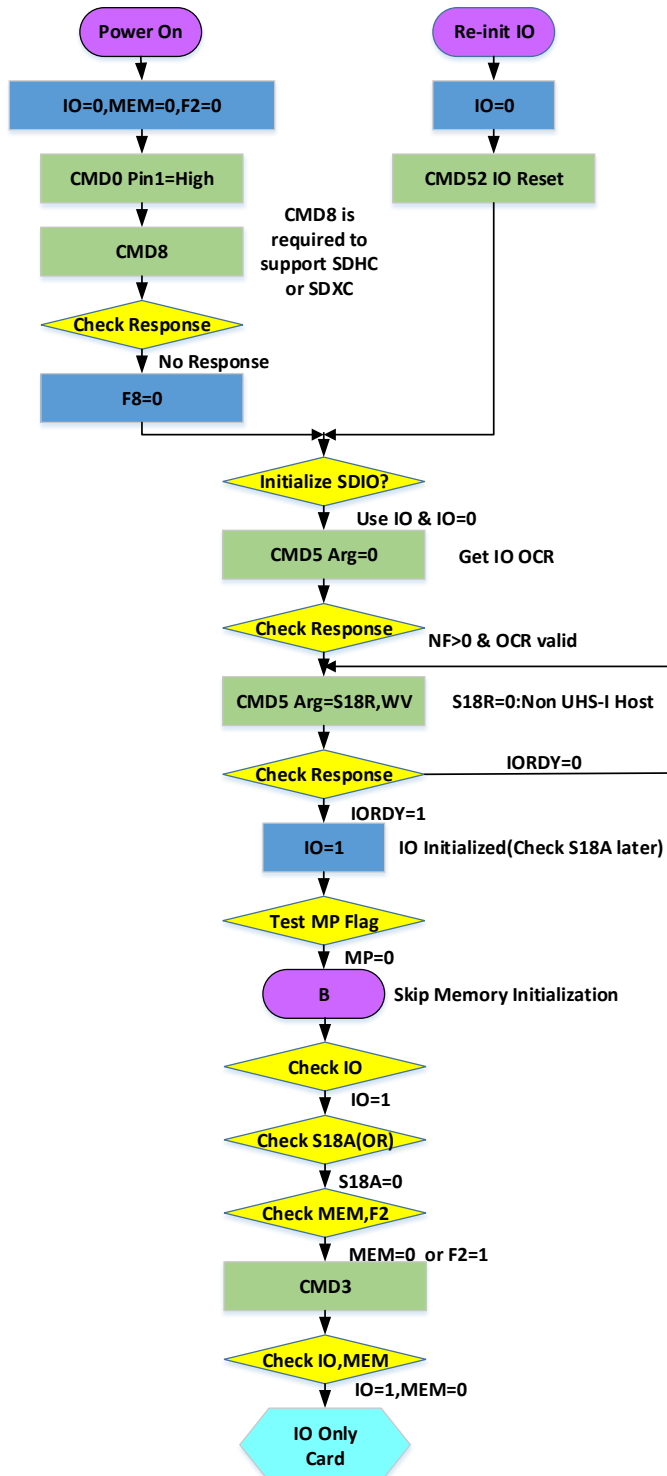 Power On
IO=0,MEM=0,F2=0
CMD0 Pin1=High
CMD8
CMD8 is
required to
support SDHC
or SDXC
Check Response
No Response
F8=0
Re-init IO
IO=0
CMD52 IO Reset
Initialize SDIO?
Use IO & IO=0
CMD5 Arg=0
Get IO OCR
Check Response
NF>0 & OCR valid
CMD5 Arg=S18R,WV
S18R=0:Non UHS-I Host
Check Response
IORDY=0
IORDY=1
IO=1
IO Initialized(Check S18A later)
Test MP Flag
MP=0
B
Skip Memory Initialization
Check IO
IO=1
Check S18A(OR)
S18A=0
Check MEM,F2
MEM=0 or F2=1
CMD3
Check IO,MEM
IO=1,MEM=0
IO Only
Card